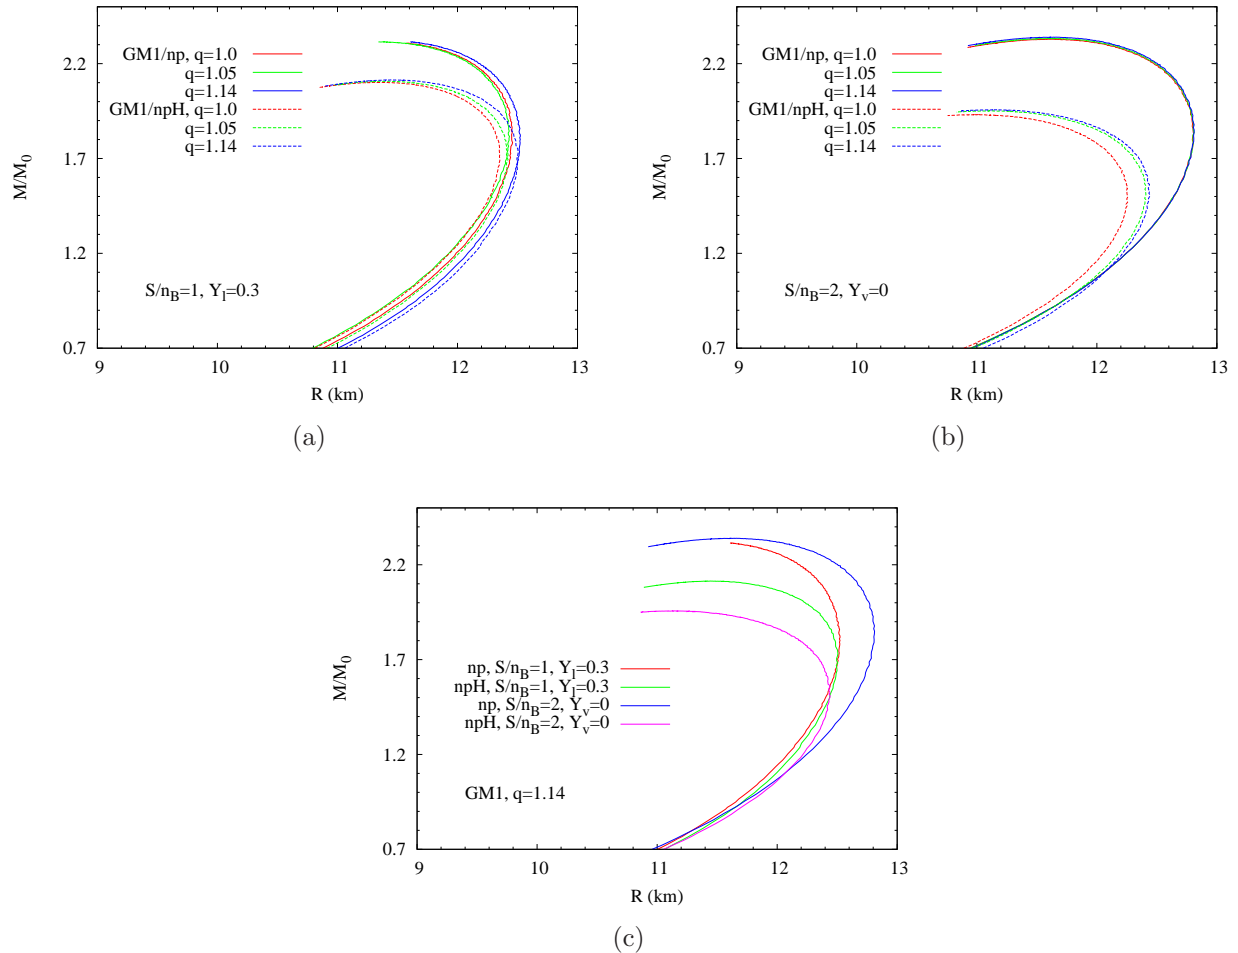 M/M0
2.2
1.7
1.2
0.7
GM1/np, q=1.0
q=1.05
q=1.14
GM1/npH, q=1.0
q=1.05
q=1.14
S/nB=1, Yl=0.3
9 10 11 12 13
R (km)
(a)
M/M0
2.2
1.7
1.2
0.7
GM1/np, q=1.0
q=1.05
q=1.14
GM1/npH, q=1.0
q=1.05
q=1.14
S/nB=2, Yν=0
9 10 11 12 13
R (km)
(b)
M/M0
2.2
1.7
1.2
0.7
np, S/nB=1, Yl=0.3
npH, S/nB=1, Yl=0.3
np, S/nB=2, Yν=0
npH, S/nB=2, Yν=0
GM1, q=1.14
9 10 11 12 13
R (km)
(c)